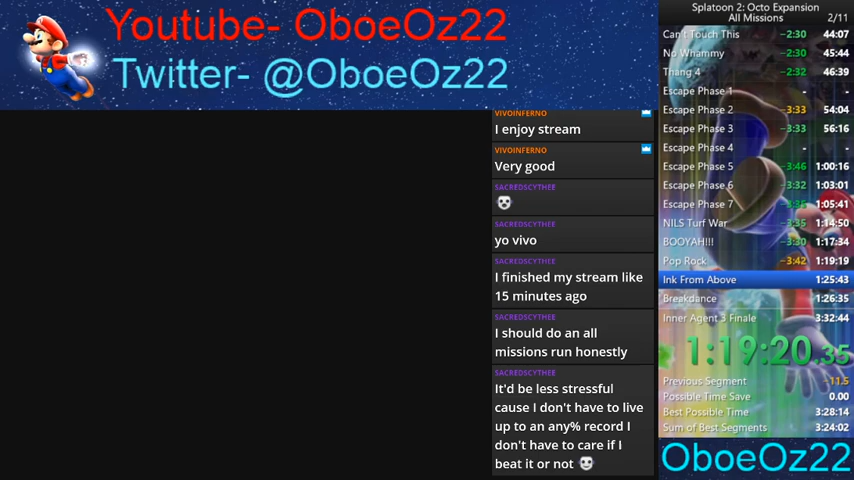 Youtube- OboeOz22
Twitter- @OboeOz22
VIVOINFERNO
I enjoy stream
VIVOINFERNO
Very good
SACREDSCYTHEE
SACREDSCYTHEE
yo vivo
SACREDSCYTHEE
I finished my stream like
15 minutes ago
SACREDSCYTHEE
I should do an all
missions run honestly
SACREDSCYTHEE
It'd be less stressful
cause I don't have to live
up to an any% record I
don't have to care if I
beat it or not
Splatoon 2: Octo Expansion
All Missions 2/11
Can't Touch This -2:30 44:07
No Whammy -2:30 45:44
Thang 4 -2:32 46:39
Escape Phase 1 - -
Escape Phase 2 -3:33 54:04
Escape Phase 3 -3:33 56:16
Escape Phase 4 - -
Escape Phase 5 -3:46 1:00:16
Escape Phase 6 -3:32 1:03:01
Escape Phase 7 1:05:41
NILS Turf War -3:35 1:14:50
BOOYAH!!! -3:30 1:17:34
Pop Rock -3:42 1:19:19
Ink From Above 1:25:43
Breakdance 1:26:35
Inner Agent 3 Finale 3:32:44
1:19:20.35
Previous Segment -11.5
Possible Time Save 0.00
Best Possible Time 3:28:14
Sum of Best Segments 3:24:02
OboeOz22